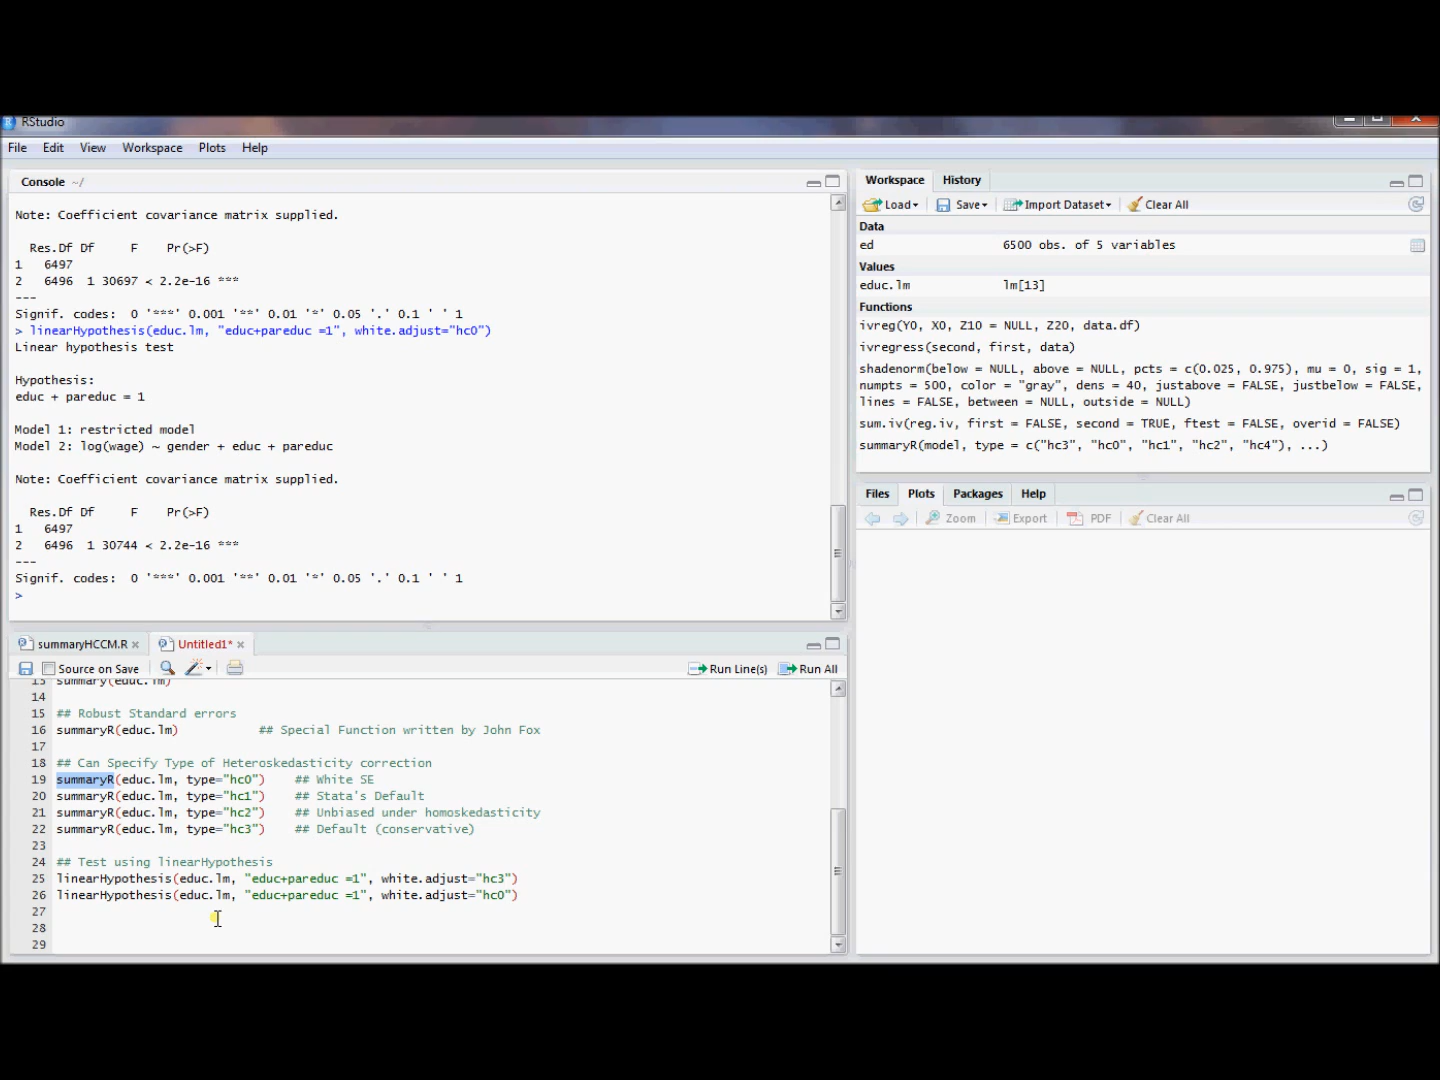 RStudio
File Edit View Workspace Plots Help
Console ~/
Note: Coefficient covariance matrix supplied.
Res.Df Df F Pr(>F)
1 6497
2 6496 1 30697 < 2.2e-16 ***
---
Signif. codes: 0 '***' 0.001 '**' 0.01 '*' 0.05 '.' 0.1 ' ' 1
> linearHypothesis(educ.lm, "educ+pareduc =1", white.adjust="hc0")
Linear hypothesis test
Hypothesis:
educ + pareduc = 1
Model 1: restricted model
Model 2: log(wage) ~ gender + educ + pareduc
Note: Coefficient covariance matrix supplied.
Res.Df Df F Pr(>F)
1 6497
2 6496 1 30744 < 2.2e-16 ***
---
Signif. codes: 0 '***' 0.001 '**' 0.01 '*' 0.05 '.' 0.1 ' ' 1
>
summaryHCCM.R Untitled1*
Source on Save Run Line(s) Run All
13 summary(educ.lm)
14
15 ## Robust Standard errors
16 summaryR(educ.lm) ## Special Function written by John Fox
17
18 ## Can Specify Type of Heteroskedasticity correction
19 summaryR(educ.lm, type="hc0") ## White SE
20 summaryR(educ.lm, type="hc1") ## Stata's Default
21 summaryR(educ.lm, type="hc2") ## Unbiased under homoskedasticity
22 summaryR(educ.lm, type="hc3") ## Default (conservative)
23
24 ## Test using linearHypothesis
25 linearHypothesis(educ.lm, "educ+pareduc =1", white.adjust="hc3")
26 linearHypothesis(educ.lm, "educ+pareduc =1", white.adjust="hc0")
27
28
29
Workspace History
Load Save Import Dataset Clear All
Data
ed 6500 obs. of 5 variables
Values
educ.lm lm[13]
Functions
ivreg(Y0, X0, Z10 = NULL, Z20, data.df)
ivregress(second, first, data)
shadenorm(below = NULL, above = NULL, pcts = c(0.025, 0.975), mu = 0, sig = 1,
numpts = 500, color = "gray", dens = 40, justabove = FALSE, justbelow = FALSE,
lines = FALSE, between = NULL, outside = NULL)
sum.iv(reg.iv, first = FALSE, second = TRUE, ftest = FALSE, overid = FALSE)
summaryR(model, type = c("hc3", "hc0", "hc1", "hc2", "hc4"), ...)
Files Plots Packages Help
Zoom Export PDF Clear All